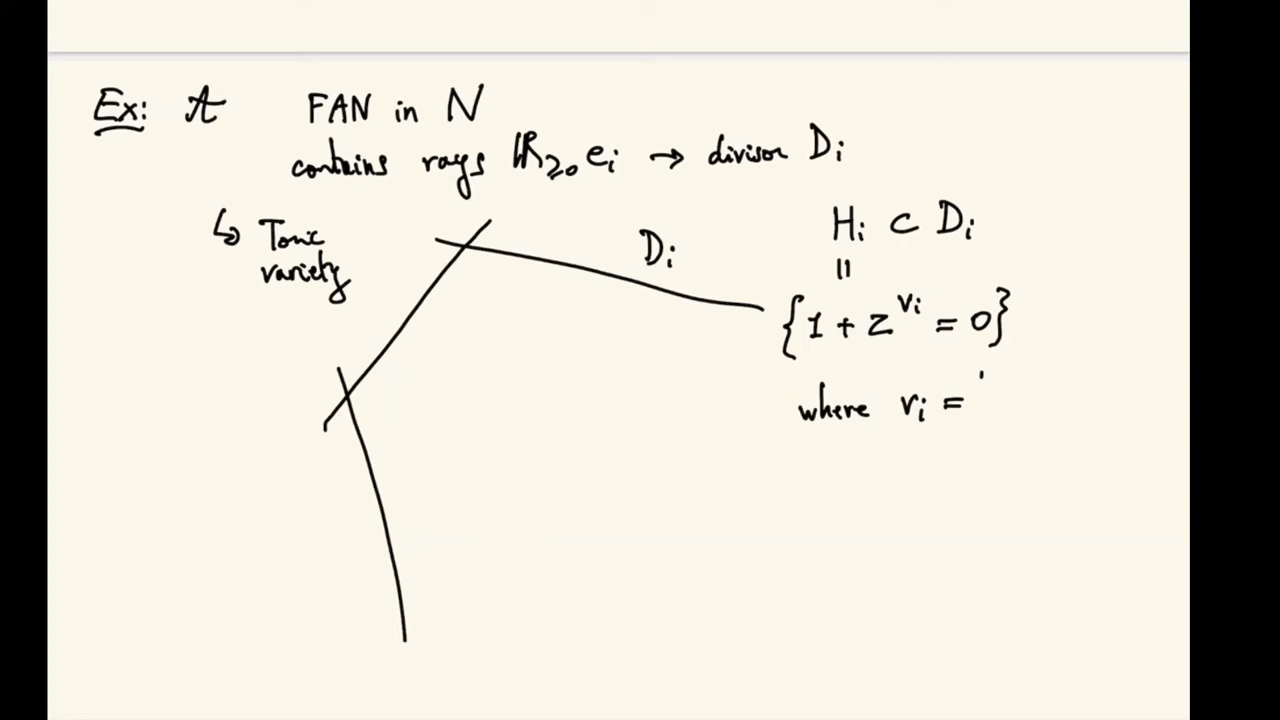 Ex: 𝒜 FAN in N
contains rays ℝ≥0 eᵢ → divisor Dᵢ
↳ Toric variety
Dᵢ
Hᵢ ⊂ Dᵢ
||
{1 + z^{vᵢ} = 0}
where vᵢ =